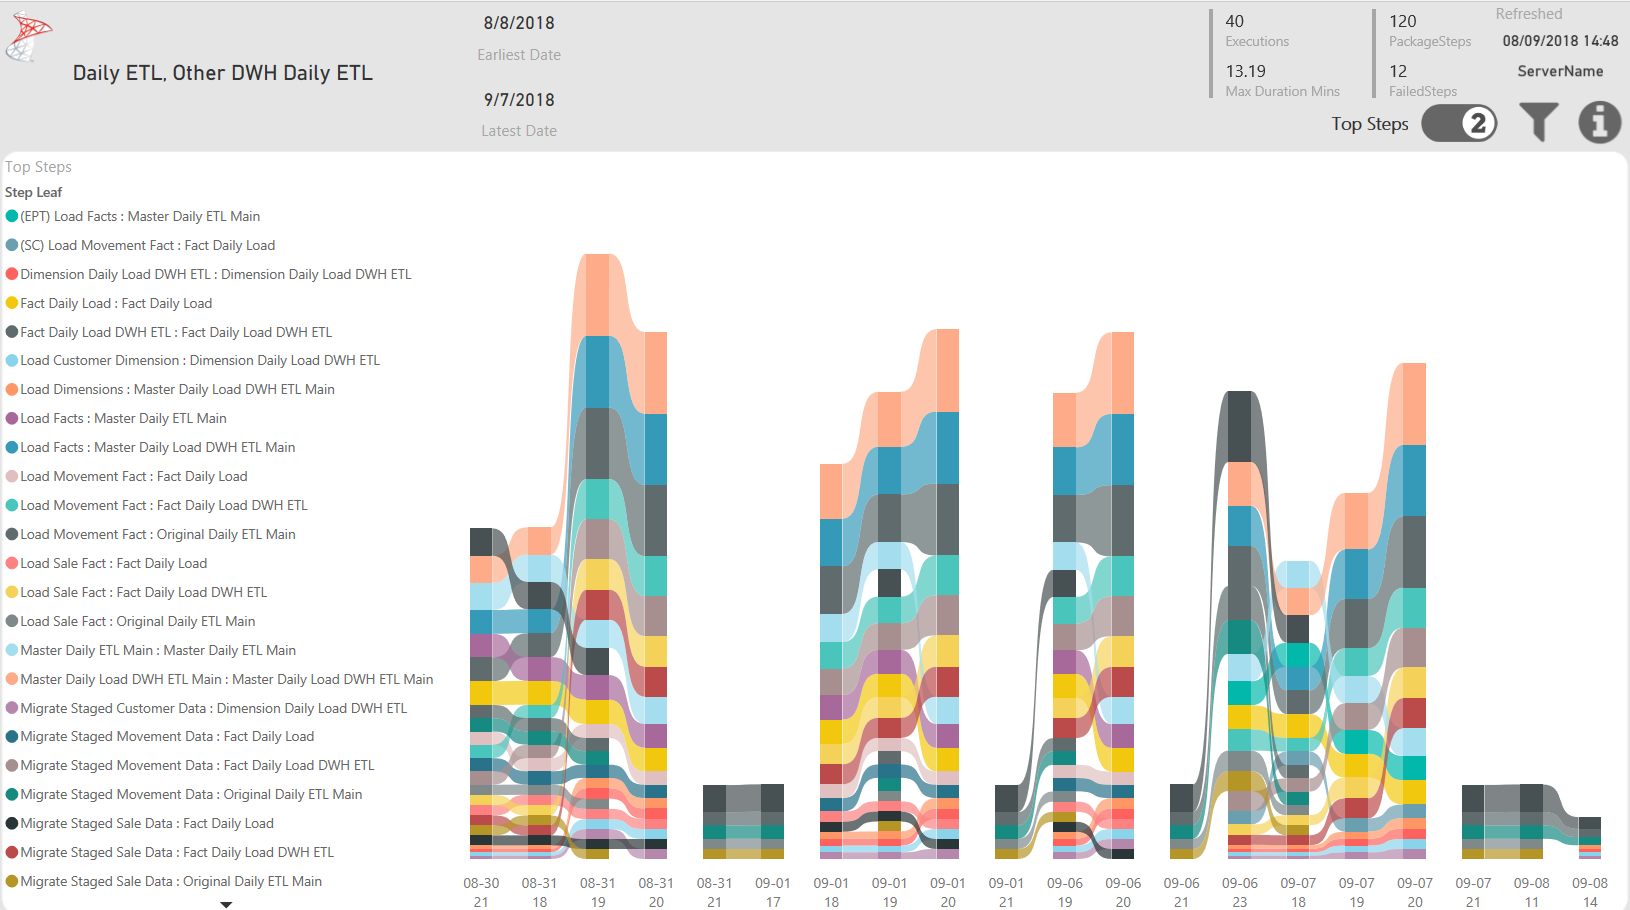 8/8/2018
Earliest Date
Daily ETL, Other DWH Daily ETL
9/7/2018
Latest Date
40
Executions
13.19
Max Duration Mins
120
PackageSteps
12
FailedSteps
Refreshed
08/09/2018 14:48
ServerName
Top Steps 2
Top Steps
Step Leaf
(EPT) Load Facts : Master Daily ETL Main
(SC) Load Movement Fact : Fact Daily Load
Dimension Daily Load DWH ETL : Dimension Daily Load DWH ETL
Fact Daily Load : Fact Daily Load
Fact Daily Load DWH ETL : Fact Daily Load DWH ETL
Load Customer Dimension : Dimension Daily Load DWH ETL
Load Dimensions : Master Daily Load DWH ETL Main
Load Facts : Master Daily ETL Main
Load Facts : Master Daily Load DWH ETL Main
Load Movement Fact : Fact Daily Load
Load Movement Fact : Fact Daily Load DWH ETL
Load Movement Fact : Original Daily ETL Main
Load Sale Fact : Fact Daily Load
Load Sale Fact : Fact Daily Load DWH ETL
Load Sale Fact : Original Daily ETL Main
Master Daily ETL Main : Master Daily ETL Main
Master Daily Load DWH ETL Main : Master Daily Load DWH ETL Main
Migrate Staged Customer Data : Dimension Daily Load DWH ETL
Migrate Staged Movement Data : Fact Daily Load
Migrate Staged Movement Data : Fact Daily Load DWH ETL
Migrate Staged Movement Data : Original Daily ETL Main
Migrate Staged Sale Data : Fact Daily Load
Migrate Staged Sale Data : Fact Daily Load DWH ETL
Migrate Staged Sale Data : Original Daily ETL Main
08-30 08-31 08-31 08-31 08-31 09-01 09-01 09-01 09-01 09-01 09-06 09-06 09-06 09-06 09-07 09-07 09-07 09-07 09-08 09-08
21 18 19 20 21 17 18 19 20 21 19 20 21 23 18 19 20 21 11 14